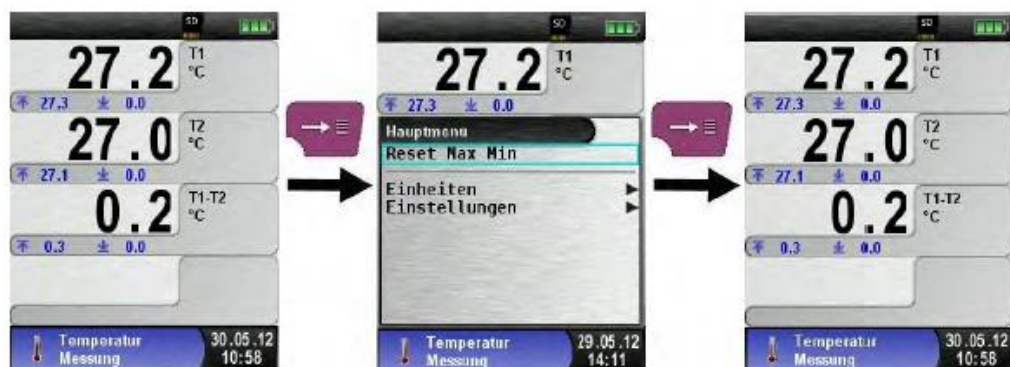 SD
27.2 T1 °C
27.3 0.0
27.0 T2 °C
27.1 0.0
0.2 T1-T2 °C
0.3 0.0
Temperatur 30.05.12
Messung 10:58
SD
27.2 T1 °C
27.3 0.0
Hauptmenu
Reset Max Min
Einheiten
Einstellungen
Temperatur 29.05.12
Messung 14:11
SD
27.2 T1 °C
27.3 0.0
27.0 T2 °C
27.1 0.0
0.2 T1-T2 °C
0.3 0.0
Temperatur 30.05.12
Messung 10:58